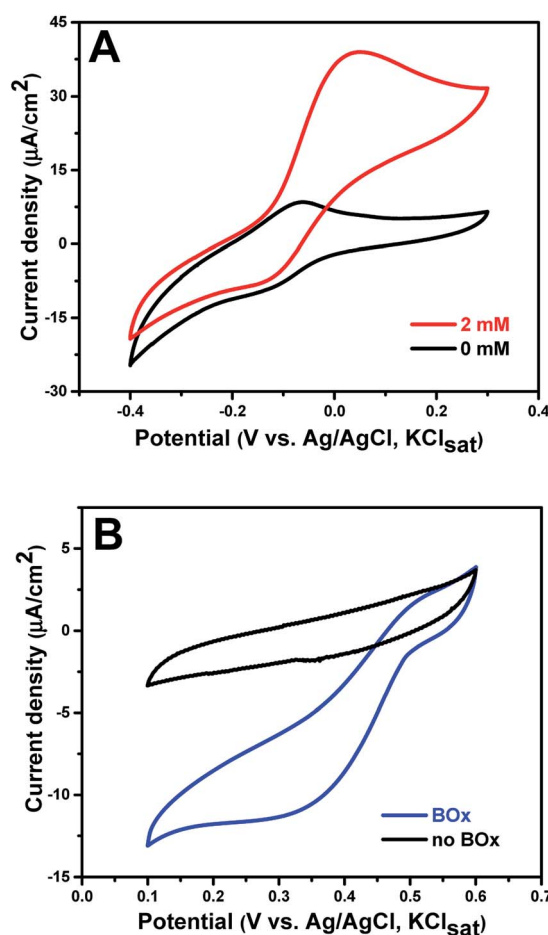 A
45
30
15
0
-15
-30
Current density (μA/cm²)
2 mM
0 mM
-0.4
-0.2
0.0
0.2
0.4
Potential (V vs. Ag/AgCl, KClsat)
B
5
0
-5
-10
-15
Current density (μA/cm²)
BOx
no BOx
0.0
0.1
0.2
0.3
0.4
0.5
0.6
0.7
Potential (V vs. Ag/AgCl, KClsat)